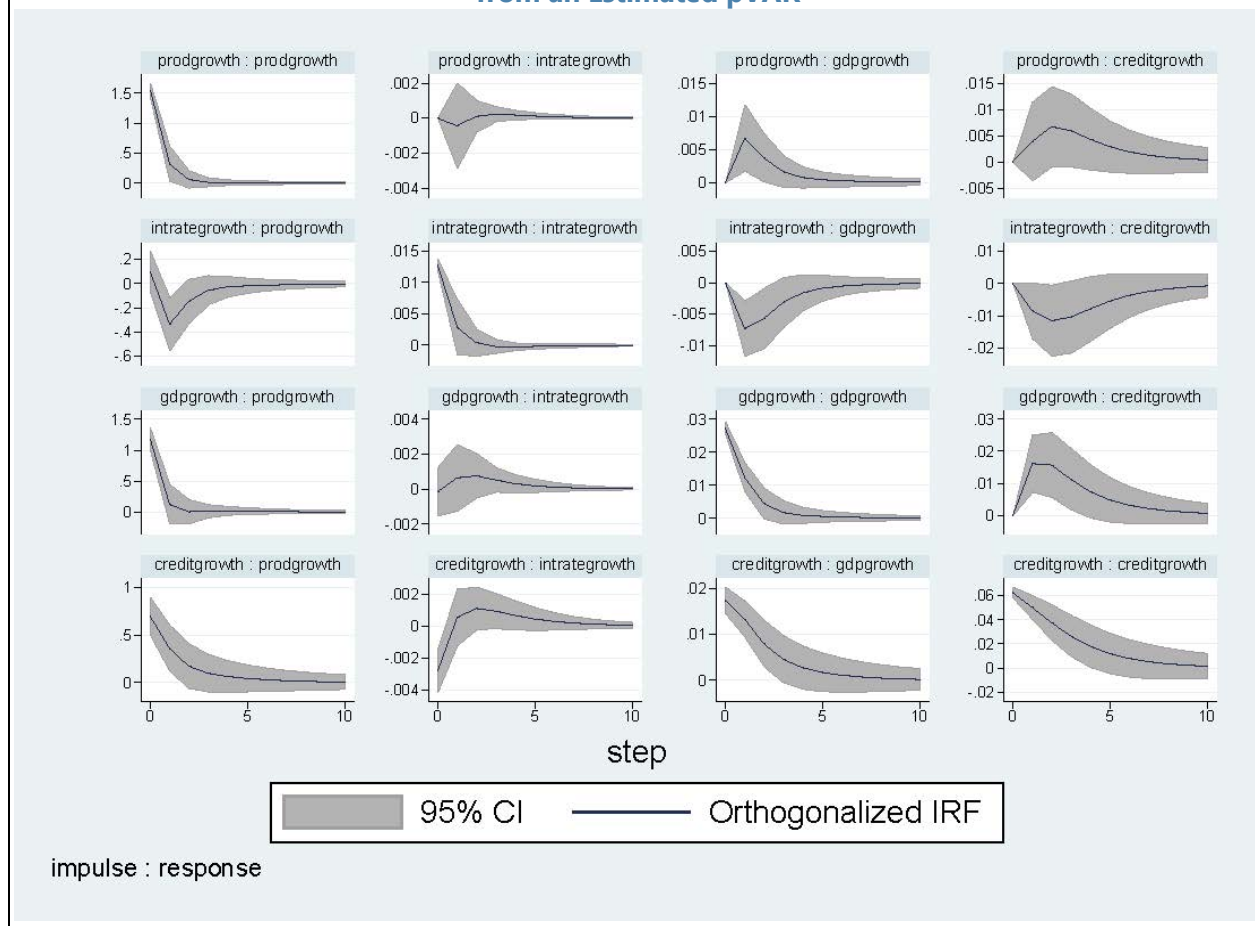 from an Estimated pVAR
prodgrowth : prodgrowth
prodgrowth : intrategrowth
prodgrowth : gdpgrowth
prodgrowth : creditgrowth
1.5
1
.5
0
.002
0
-.002
-.004
.015
.01
.005
0
.015
.01
.005
0
-.005
intrategrowth : prodgrowth
intrategrowth : intrategrowth
intrategrowth : gdpgrowth
intrategrowth : creditgrowth
.2
0
-.2
-.4
-.6
.015
.01
.005
0
.005
0
-.005
-.01
.01
0
-.01
-.02
gdpgrowth : prodgrowth
gdpgrowth : intrategrowth
gdpgrowth : gdpgrowth
gdpgrowth : creditgrowth
1.5
1
.5
0
.004
.002
0
-.002
.03
.02
.01
0
.03
.02
.01
0
creditgrowth : prodgrowth
creditgrowth : intrategrowth
creditgrowth : gdpgrowth
creditgrowth : creditgrowth
1
.5
0
.002
0
-.002
-.004
.02
.01
0
.06
.04
.02
0
-.02
0 5 10
0 5 10
0 5 10
0 5 10
step
95% CI
Orthogonalized IRF
impulse : response